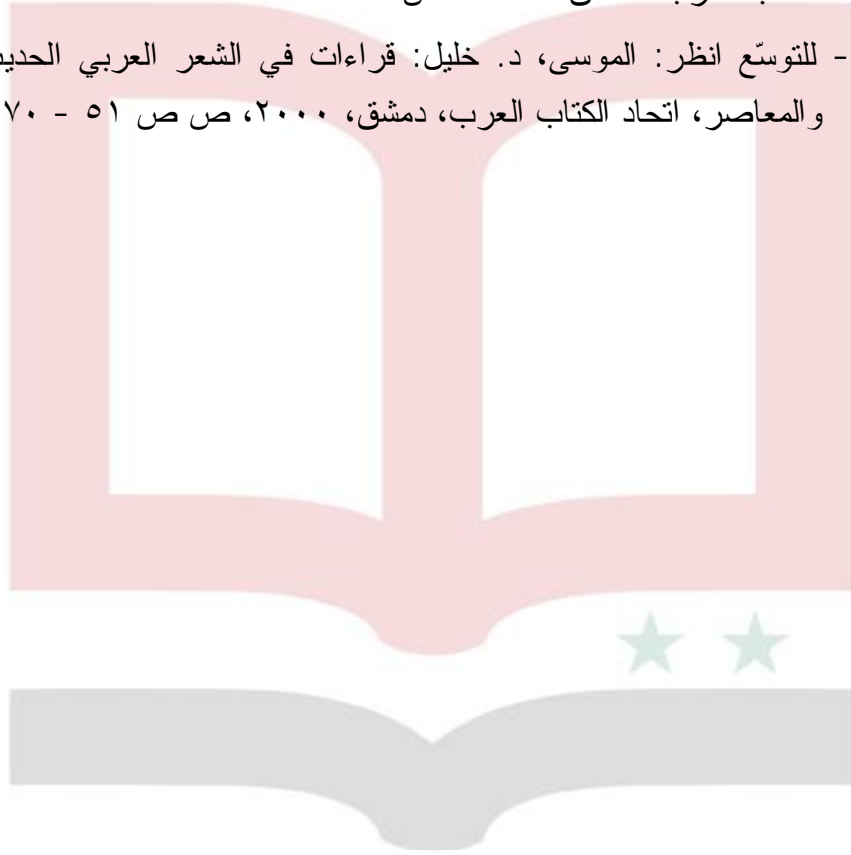 - للتوسّع انظر: الموسى، د. خليل: قراءات في الشعر العربي
والمعاصر، اتحاد الكتاب العرب، دمشق، ٢٠٠٠، ص ص ٥١ - ٧٠